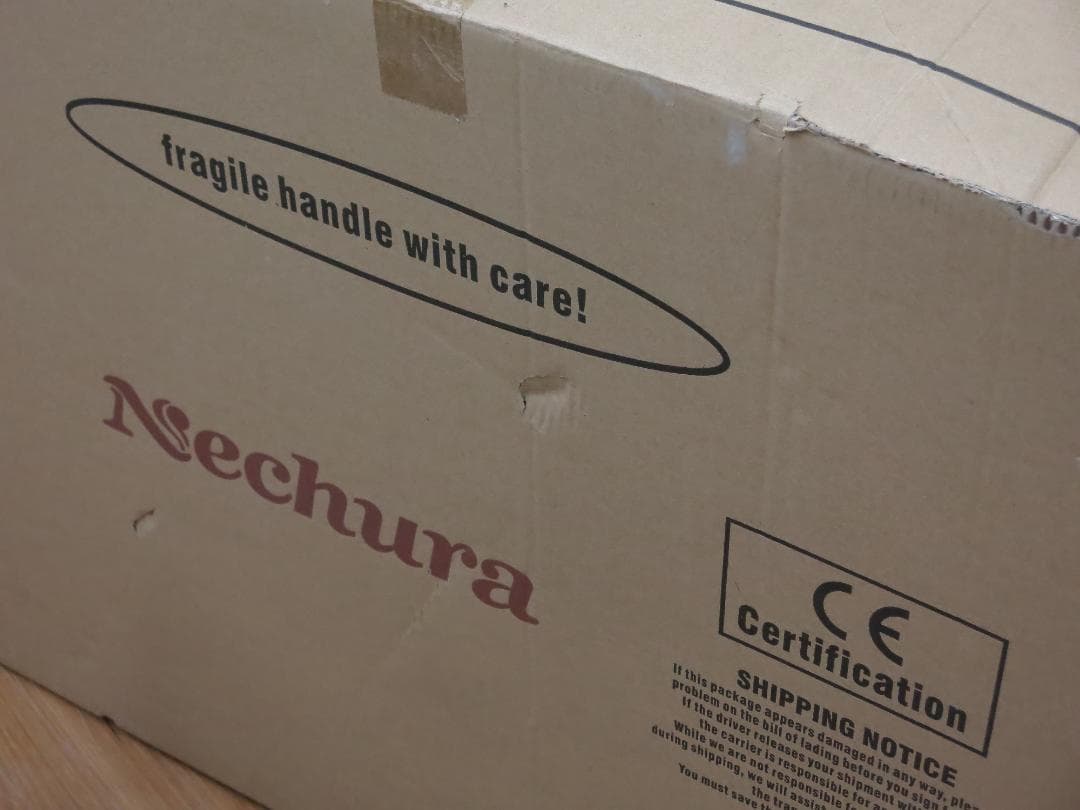 fragile handle with care!
Nechura
CE
Certification
SHIPPING NOTICE
If this package appears damaged in any way,
problem on the bill of lading before you sign,
If the driver releases your shipment
the carrier is responsible for
While we are not responsible for
during shipping, we will
You must save
the